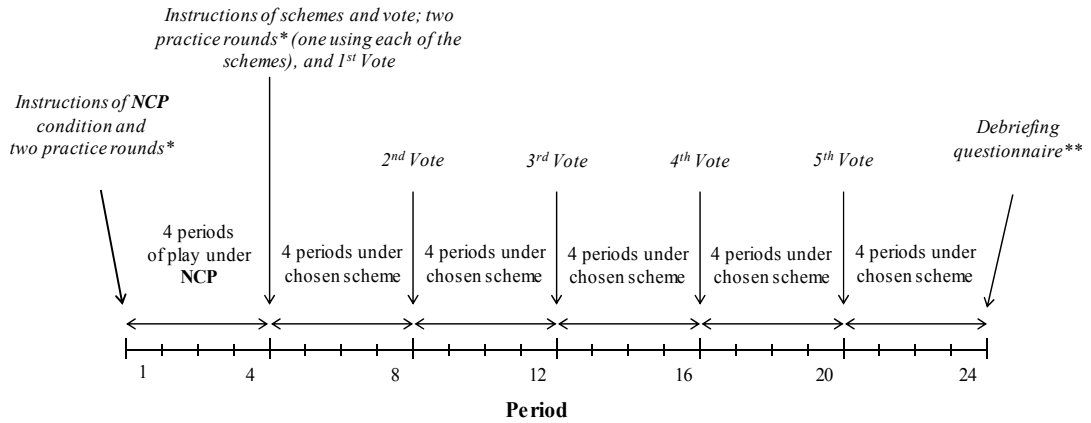 Instructions of schemes and vote; two
practice rounds* (one using each of the
schemes), and 1st Vote
Instructions of NCP
condition and
two practice rounds*
2nd Vote
3rd Vote
4th Vote
5th Vote
Debriefing
questionnaire**
4 periods
of play under
NCP
4 periods under
chosen scheme
4 periods under
chosen scheme
4 periods under
chosen scheme
4 periods under
chosen scheme
4 periods under
chosen scheme
1
4
8
12
16
20
24
Period